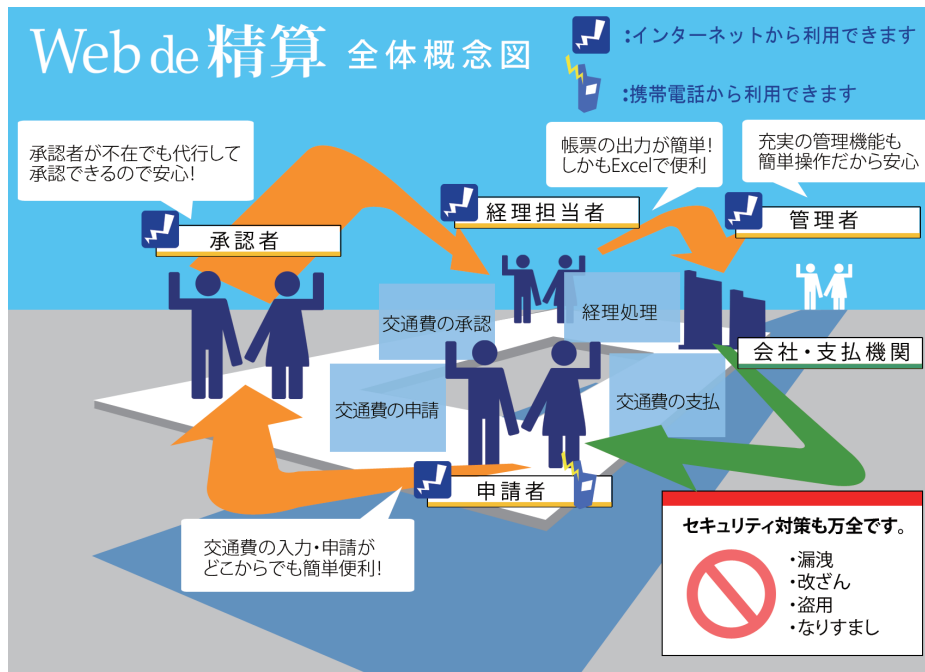 Web de 精算 全体概念図
:インターネットから利用できます
:携帯電話から利用できます
承認者が不在でも代行して
承認できるので安心!
帳票の出力が簡単!
しかもExcelで便利
充実の管理機能も
簡単操作だから安心
承認者
経理担当者
管理者
交通費の承認
経理処理
会社・支払機関
交通費の申請
交通費の支払
申請者
交通費の入力・申請が
どこからでも簡単便利!
セキュリティ対策も万全です。
・漏洩
・改ざん
・盗用
・なりすまし